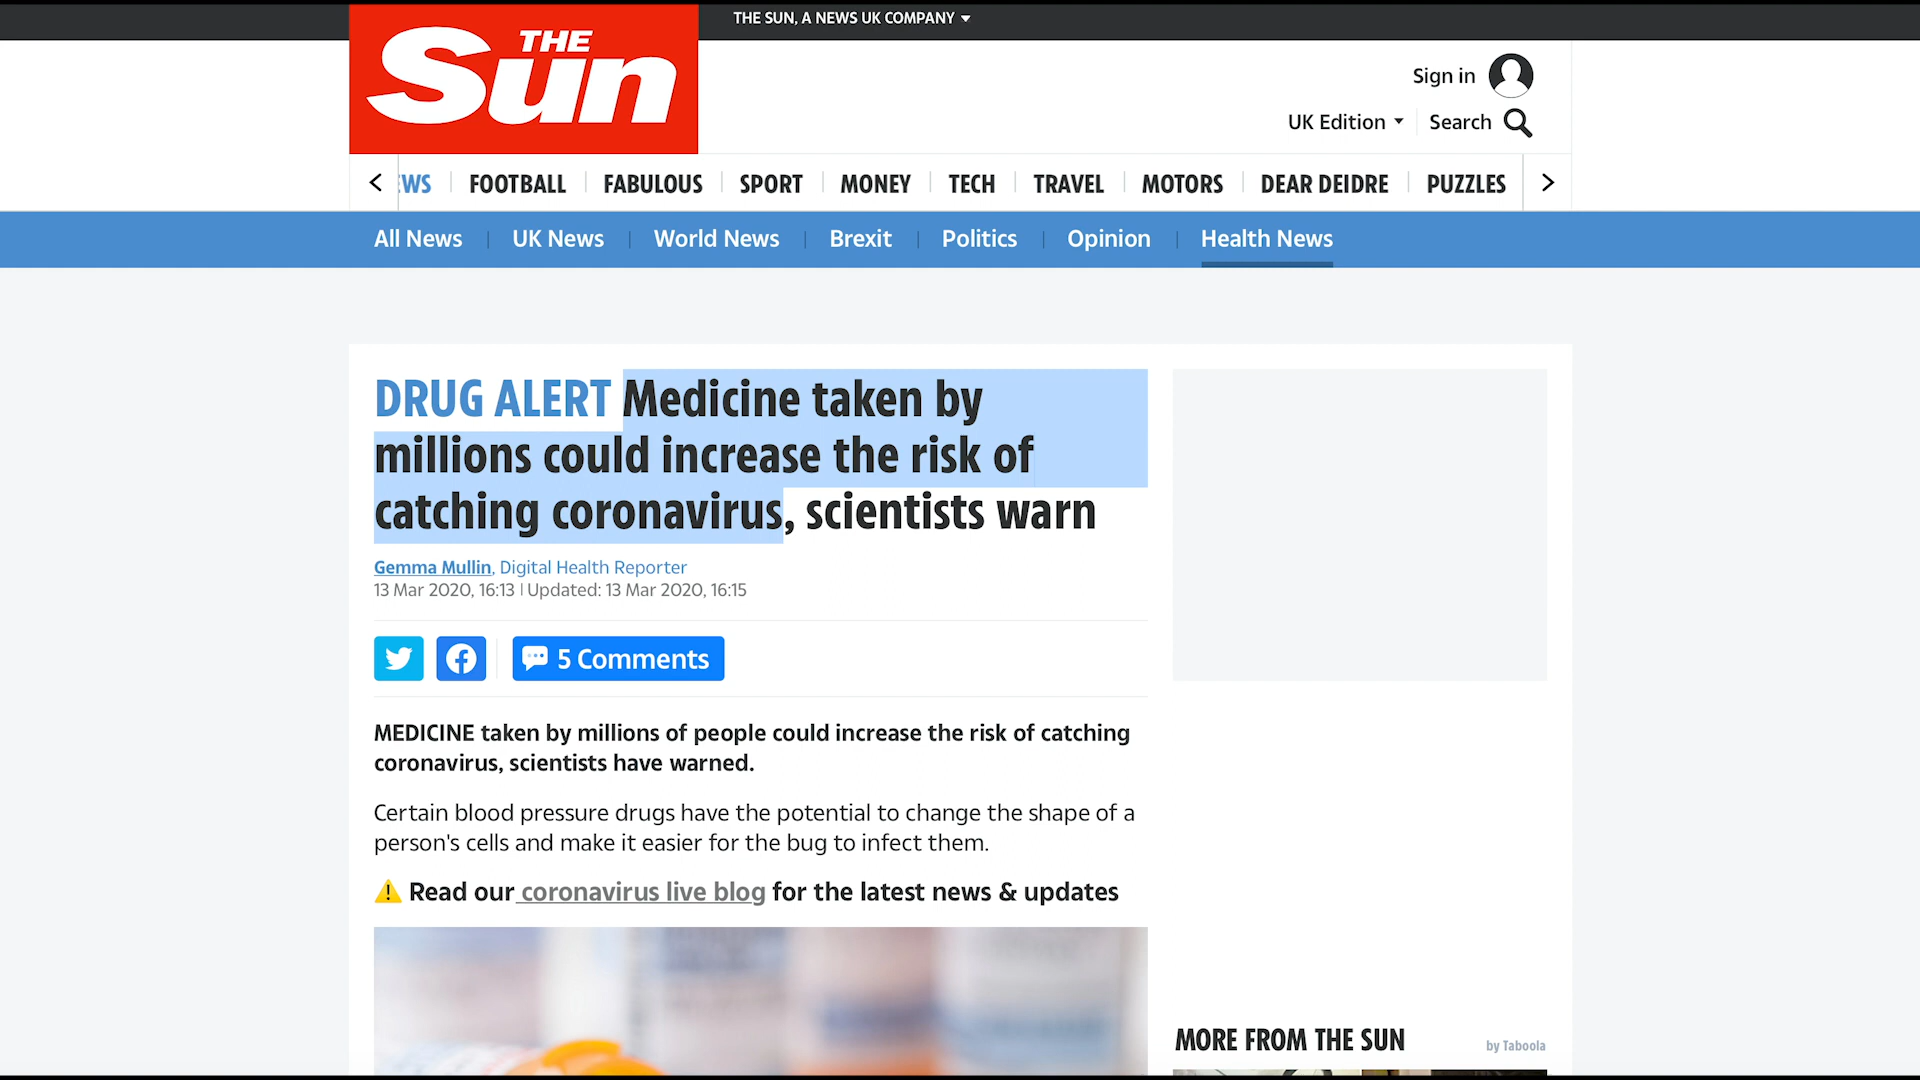 THE SUN, A NEWS UK COMPANY
THE
Sun
Sign in
UK Edition
Search
WS
FOOTBALL
FABULOUS
SPORT
MONEY
TECH
TRAVEL
MOTORS
DEAR DEIDRE
PUZZLES
All News
UK News
World News
Brexit
Politics
Opinion
Health News
DRUG ALERT Medicine taken by
millions could increase the risk of
catching coronavirus, scientists warn
Gemma Mullin, Digital Health Reporter
13 Mar 2020, 16:13 | Updated: 13 Mar 2020, 16:15
5 Comments
MEDICINE taken by millions of people could increase the risk of catching
coronavirus, scientists have warned.
Certain blood pressure drugs have the potential to change the shape of a
person's cells and make it easier for the bug to infect them.
Read our coronavirus live blog for the latest news & updates
MORE FROM THE SUN
by Taboola